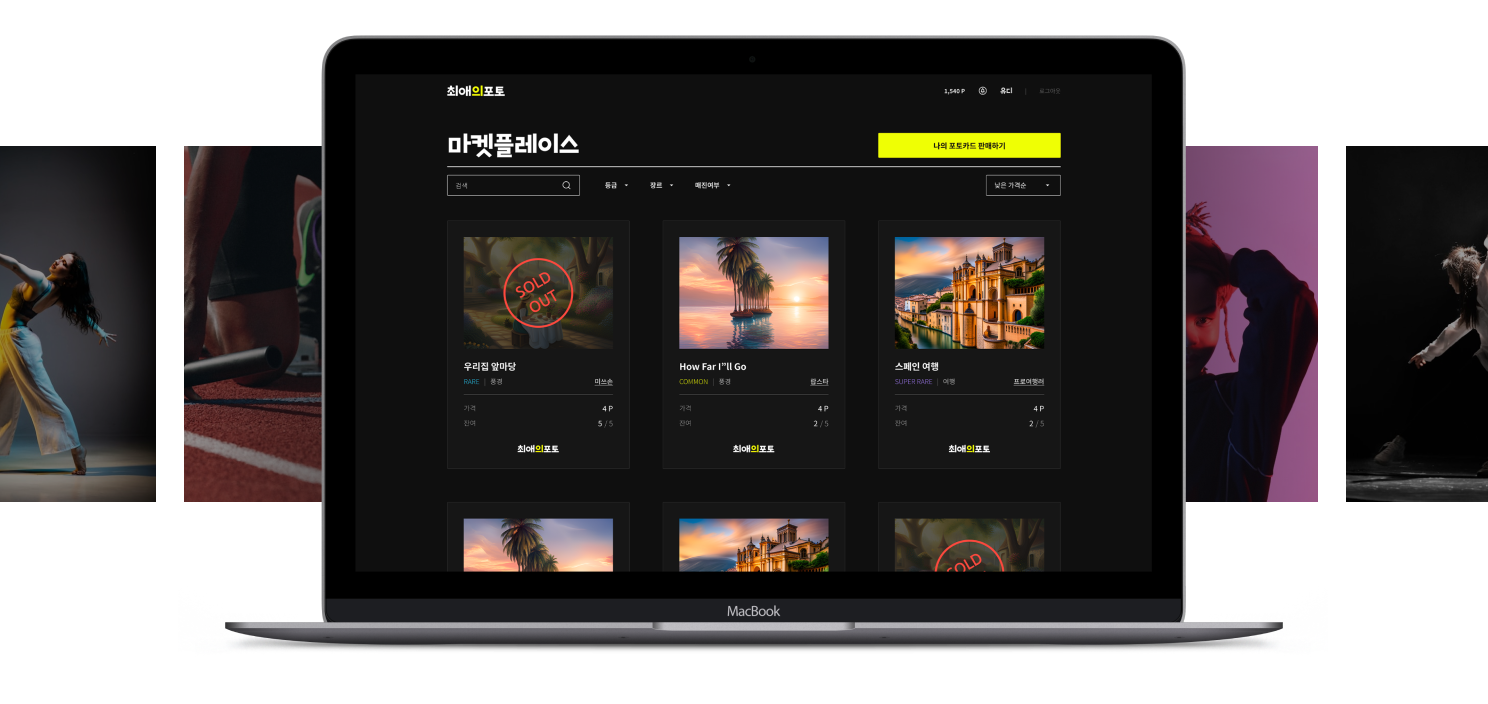 최애의포토
1,540 P 유디 | 로그아웃
마켓플레이스
나의 포토카드 판매하기
검색 등급 장르 매진여부 낮은 가격순
SOLD OUT
우리집 앞마당
RARE | 풍경 미쓰손
가격 4 P
잔여 5 / 5
최애의포토
How Far I"ll Go
COMMON | 풍경 랍스타
가격 4 P
잔여 2 / 5
최애의포토
스페인 여행
SUPER RARE | 여행 프로여행러
가격 4 P
잔여 2 / 5
최애의포토
SOLD
MacBook